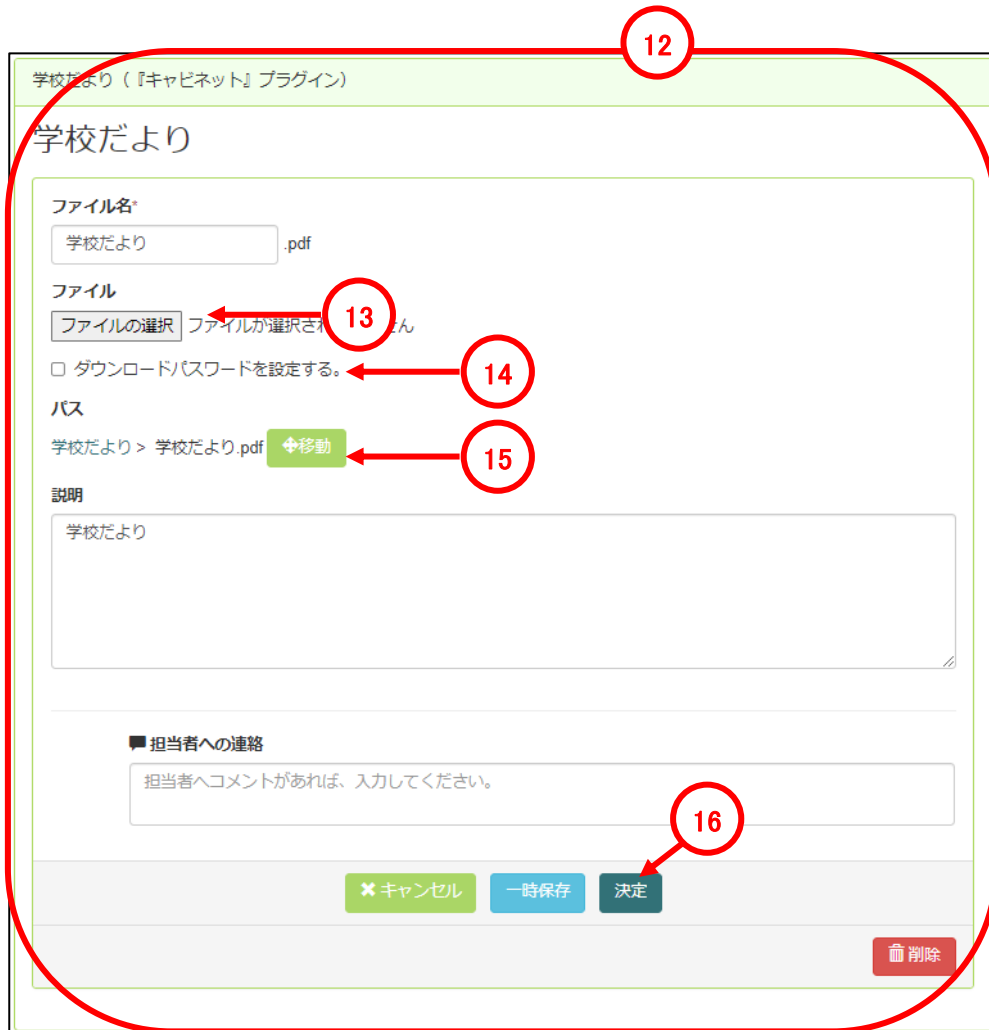 12
学校だより（『キャビネット』プラグイン）
学校だより
ファイル名*
学校だより .pdf
ファイル
13
ファイルの選択 ファイルが選択され せん
ダウンロードパスワードを設定する。
14
パス
学校だより > 学校だより.pdf 移動
15
説明
学校だより
担当者への連絡
担当者へコメントがあれば、入力してください。
16
キャンセル 一時保存 決定
削除